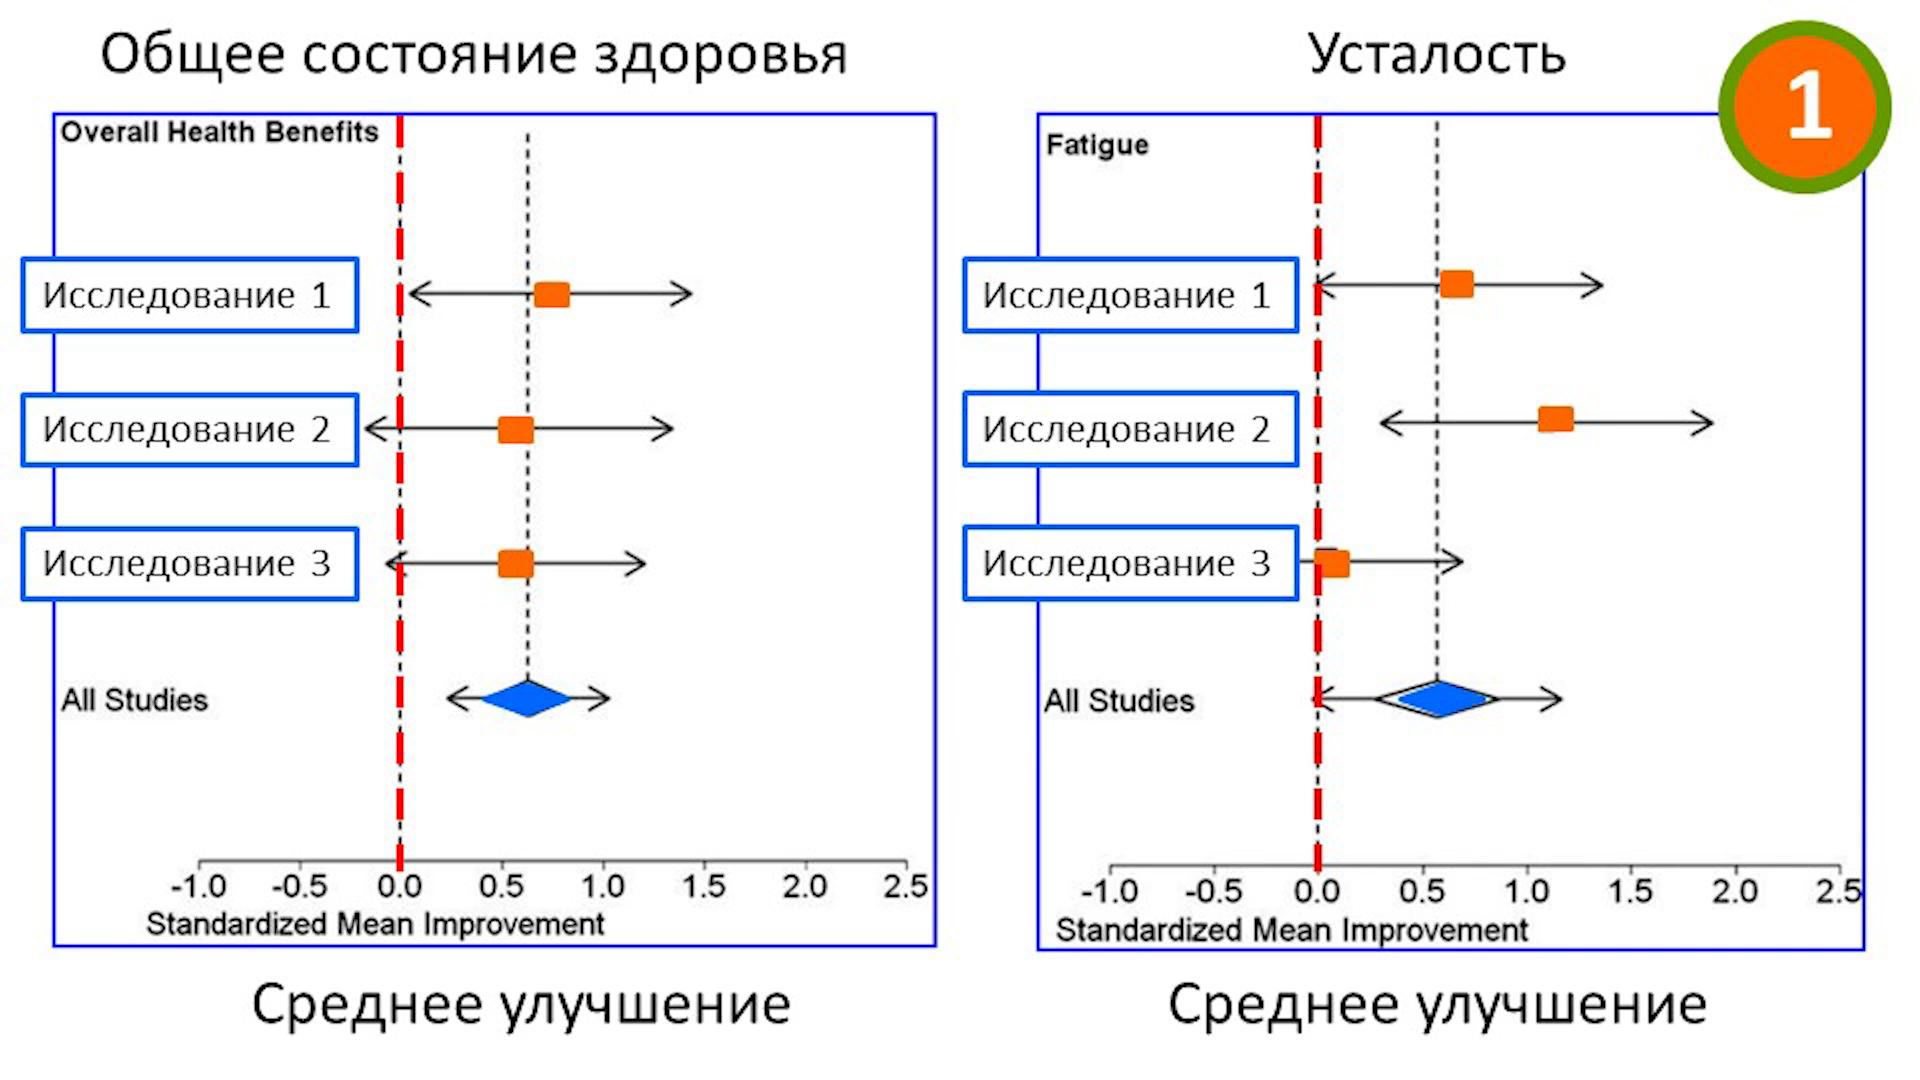 Общее состояние здоровья
Overall Health Benefits
Исследование 1
Исследование 2
Исследование 3
All Studies
-1.0 -0.5 0.0 0.5 1.0 1.5 2.0 2.5
Standardized Mean Improvement
Среднее улучшение
Усталость
1
Fatigue
Исследование 1
Исследование 2
Исследование 3
All Studies
-1.0 -0.5 0.0 0.5 1.0 1.5 2.0 2.5
Standardized Mean Improvement
Среднее улучшение